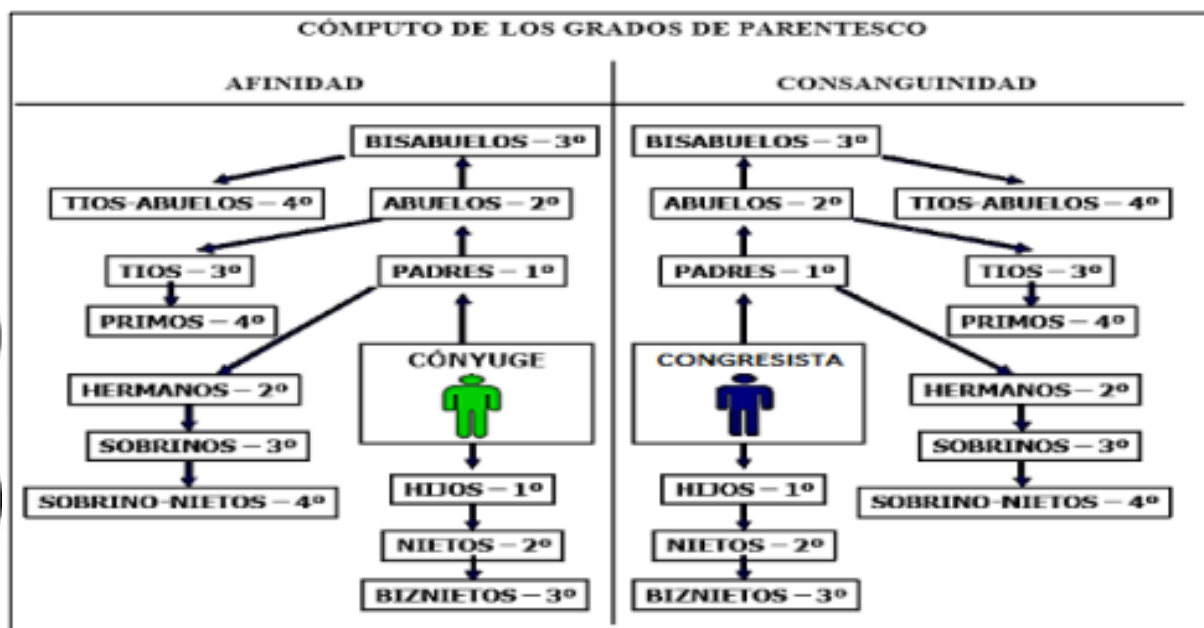 CÓMPUTO DE LOS GRADOS DE PARENTESCO
AFINIDAD
BISABUELOS – 3º
TIOS-ABUELOS – 4º
ABUELOS – 2º
TIOS – 3º
PADRES – 1º
PRIMOS – 4º
CÓNYUGE
HERMANOS – 2º
SOBRINOS – 3º
HIJOS – 1º
SOBRINO-NIETOS – 4º
NIETOS – 2º
BIZNIETOS – 3º
CONSANGUINIDAD
BISABUELOS – 3º
ABUELOS – 2º
TIOS-ABUELOS – 4º
PADRES – 1º
TIOS – 3º
PRIMOS – 4º
CONGRESISTA
HERMANOS – 2º
SOBRINOS – 3º
HIJOS – 1º
SOBRINO-NIETOS – 4º
NIETOS – 2º
BIZNIETOS – 3º